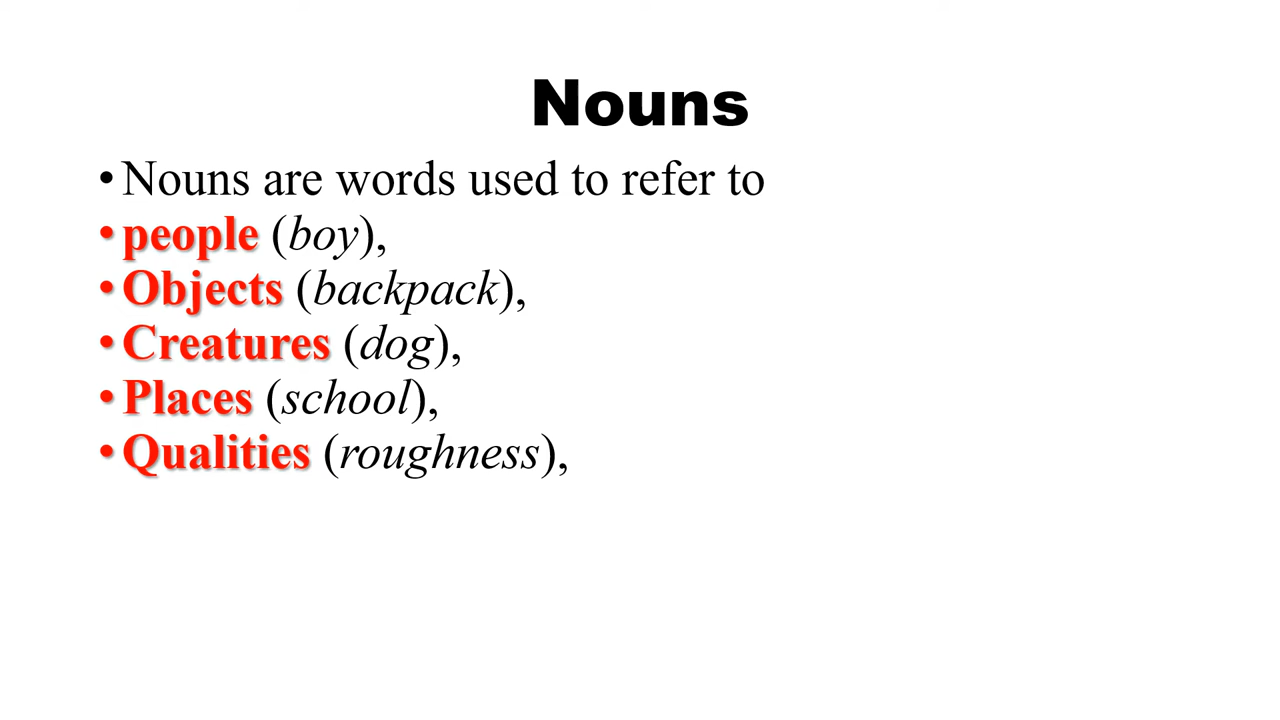 Nouns
• Nouns are words used to refer to
• people (boy),
• Objects (backpack),
• Creatures (dog),
• Places (school),
• Qualities (roughness),